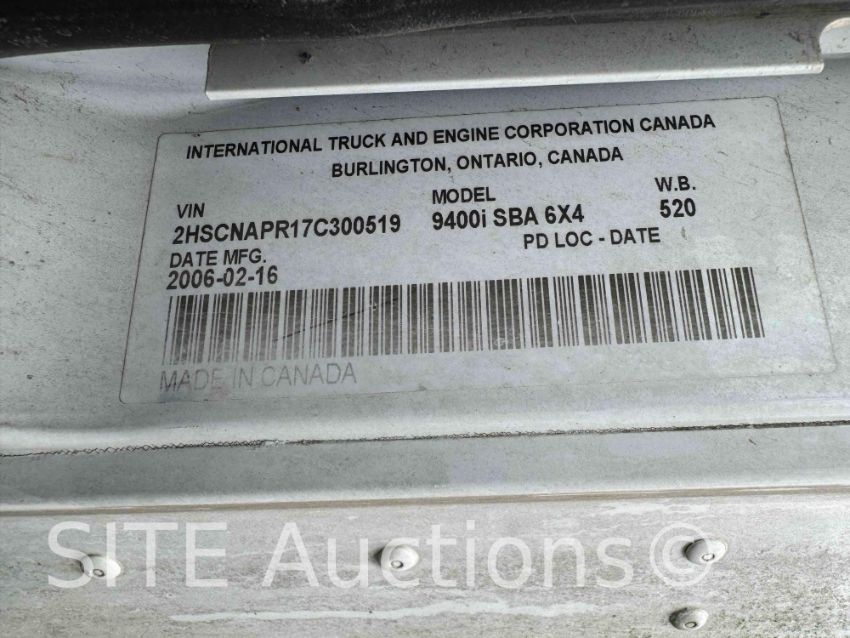 INTERNATIONAL TRUCK AND ENGINE CORPORATION CANADA
BURLINGTON, ONTARIO, CANADA
VIN MODEL W.B.
2HSCNAPR17C300519 9400i SBA 6X4 520
DATE MFG. PD LOC - DATE
2006-02-16
MADE IN CANADA
SITE Auctions©